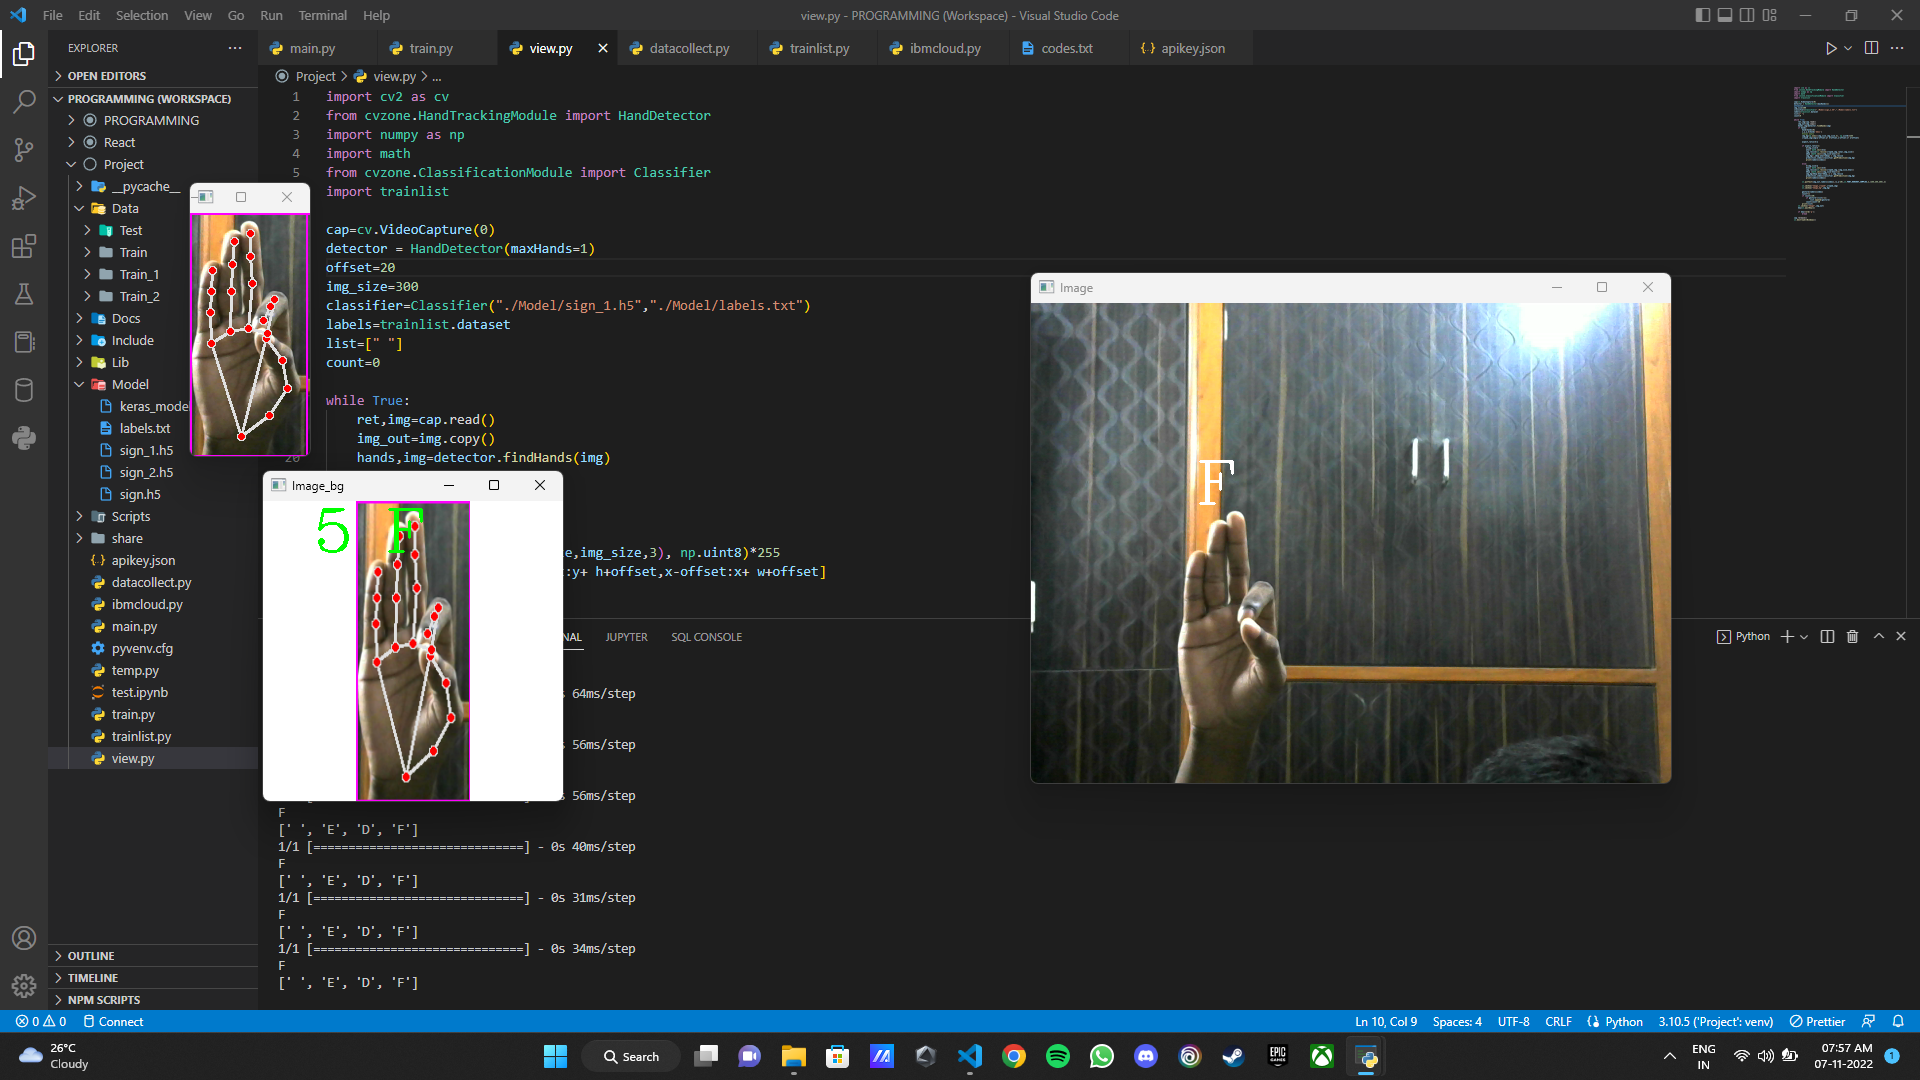 File Edit Selection View Go Run Terminal Help
view.py - PROGRAMMING (Workspace) - Visual Studio Code
EXPLORER
main.py train.py view.py datacollect.py trainlist.py ibmcloud.py codes.txt apikey.json
Project > view.py > ...
OPEN EDITORS
PROGRAMMING (WORKSPACE)
PROGRAMMING
React
Project
__pycache__
Data
Test
Train
Train_1
Train_2
Docs
Include
Lib
Model
keras_mode
labels.txt
sign_1.h5
sign_2.h5
sign.h5
Scripts
share
apikey.json
datacollect.py
ibmcloud.py
main.py
pyvenv.cfg
temp.py
test.ipynb
train.py
trainlist.py
view.py
OUTLINE
TIMELINE
NPM SCRIPTS
1 import cv2 as cv
2 from cvzone.HandTrackingModule import HandDetector
3 import numpy as np
4 import math
5 from cvzone.ClassificationModule import Classifier
import trainlist
cap=cv.VideoCapture(0)
detector = HandDetector(maxHands=1)
offset=20
img_size=300
classifier=Classifier("./Model/sign_1.h5","./Model/labels.txt")
labels=trainlist.dataset
list=[" "]
count=0
while True:
ret,img=cap.read()
img_out=img.copy()
20 hands,img=detector.findHands(img)
e,img_size,3), np.uint8)*255
:y+ h+offset,x-offset:x+ w+offset]
Image_bg
5 F
Image
F
NAL JUPYTER SQL CONSOLE
Python
64ms/step
56ms/step
56ms/step
F
[' ', 'E', 'D', 'F']
1/1 [==============================] - 0s 40ms/step
F
[' ', 'E', 'D', 'F']
1/1 [==============================] - 0s 31ms/step
F
[' ', 'E', 'D', 'F']
1/1 [==============================] - 0s 34ms/step
F
[' ', 'E', 'D', 'F']
0 0 Connect
Ln 10, Col 9 Spaces: 4 UTF-8 CRLF Python 3.10.5 ('Project': venv) Prettier
26°C
Cloudy
Search
EPIC GAMES
ENG
IN
07:57 AM
07-11-2022
1